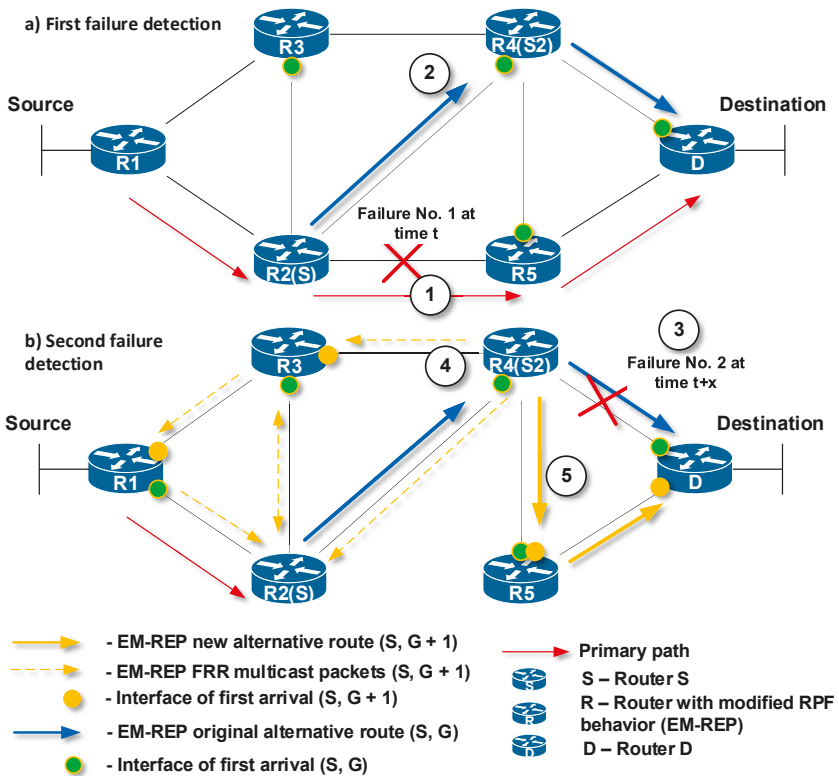 a) First failure detection
R3
R4(S2)
2
Source
Destination
R1
D
Failure No. 1 at
time t
R2(S)
R5
1
b) Second failure
detection
R3
4
R4(S2)
3
Failure No. 2 at
time t+x
Source
Destination
R1
D
5
R2(S)
R5
- EM-REP new alternative route (S, G + 1)
- EM-REP FRR multicast packets (S, G + 1)
- Interface of first arrival (S, G + 1)
- EM-REP original alternative route (S, G)
- Interface of first arrival (S, G)
Primary path
S
S – Router S
R
R – Router with modified RPF
behavior (EM-REP)
D
D – Router D